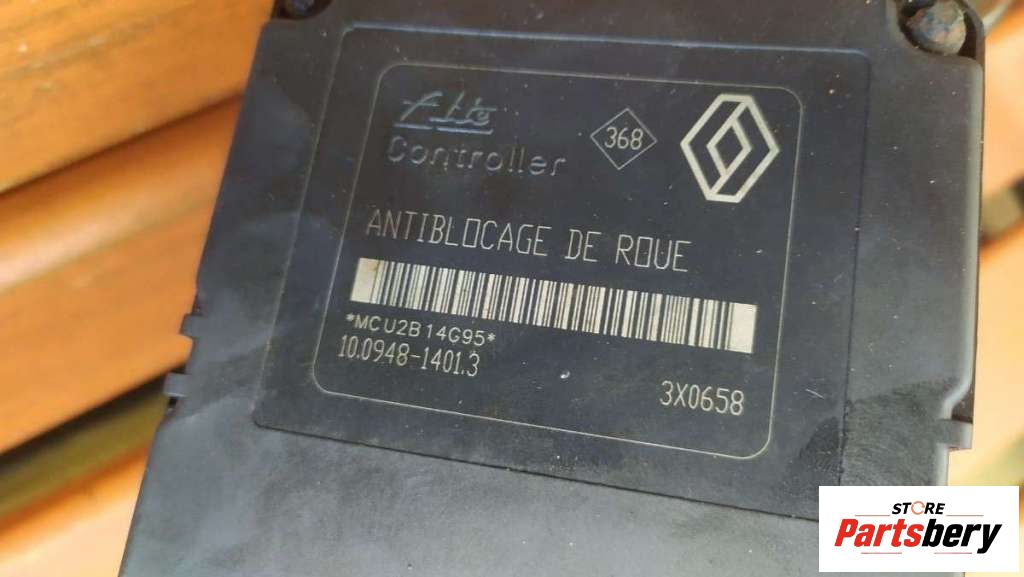 Ate
Controller
368
ANTIBLOCAGE DE ROUE
*MCU2B14G95*
10.0948-1401.3
3X0658
STORE
Partsbery